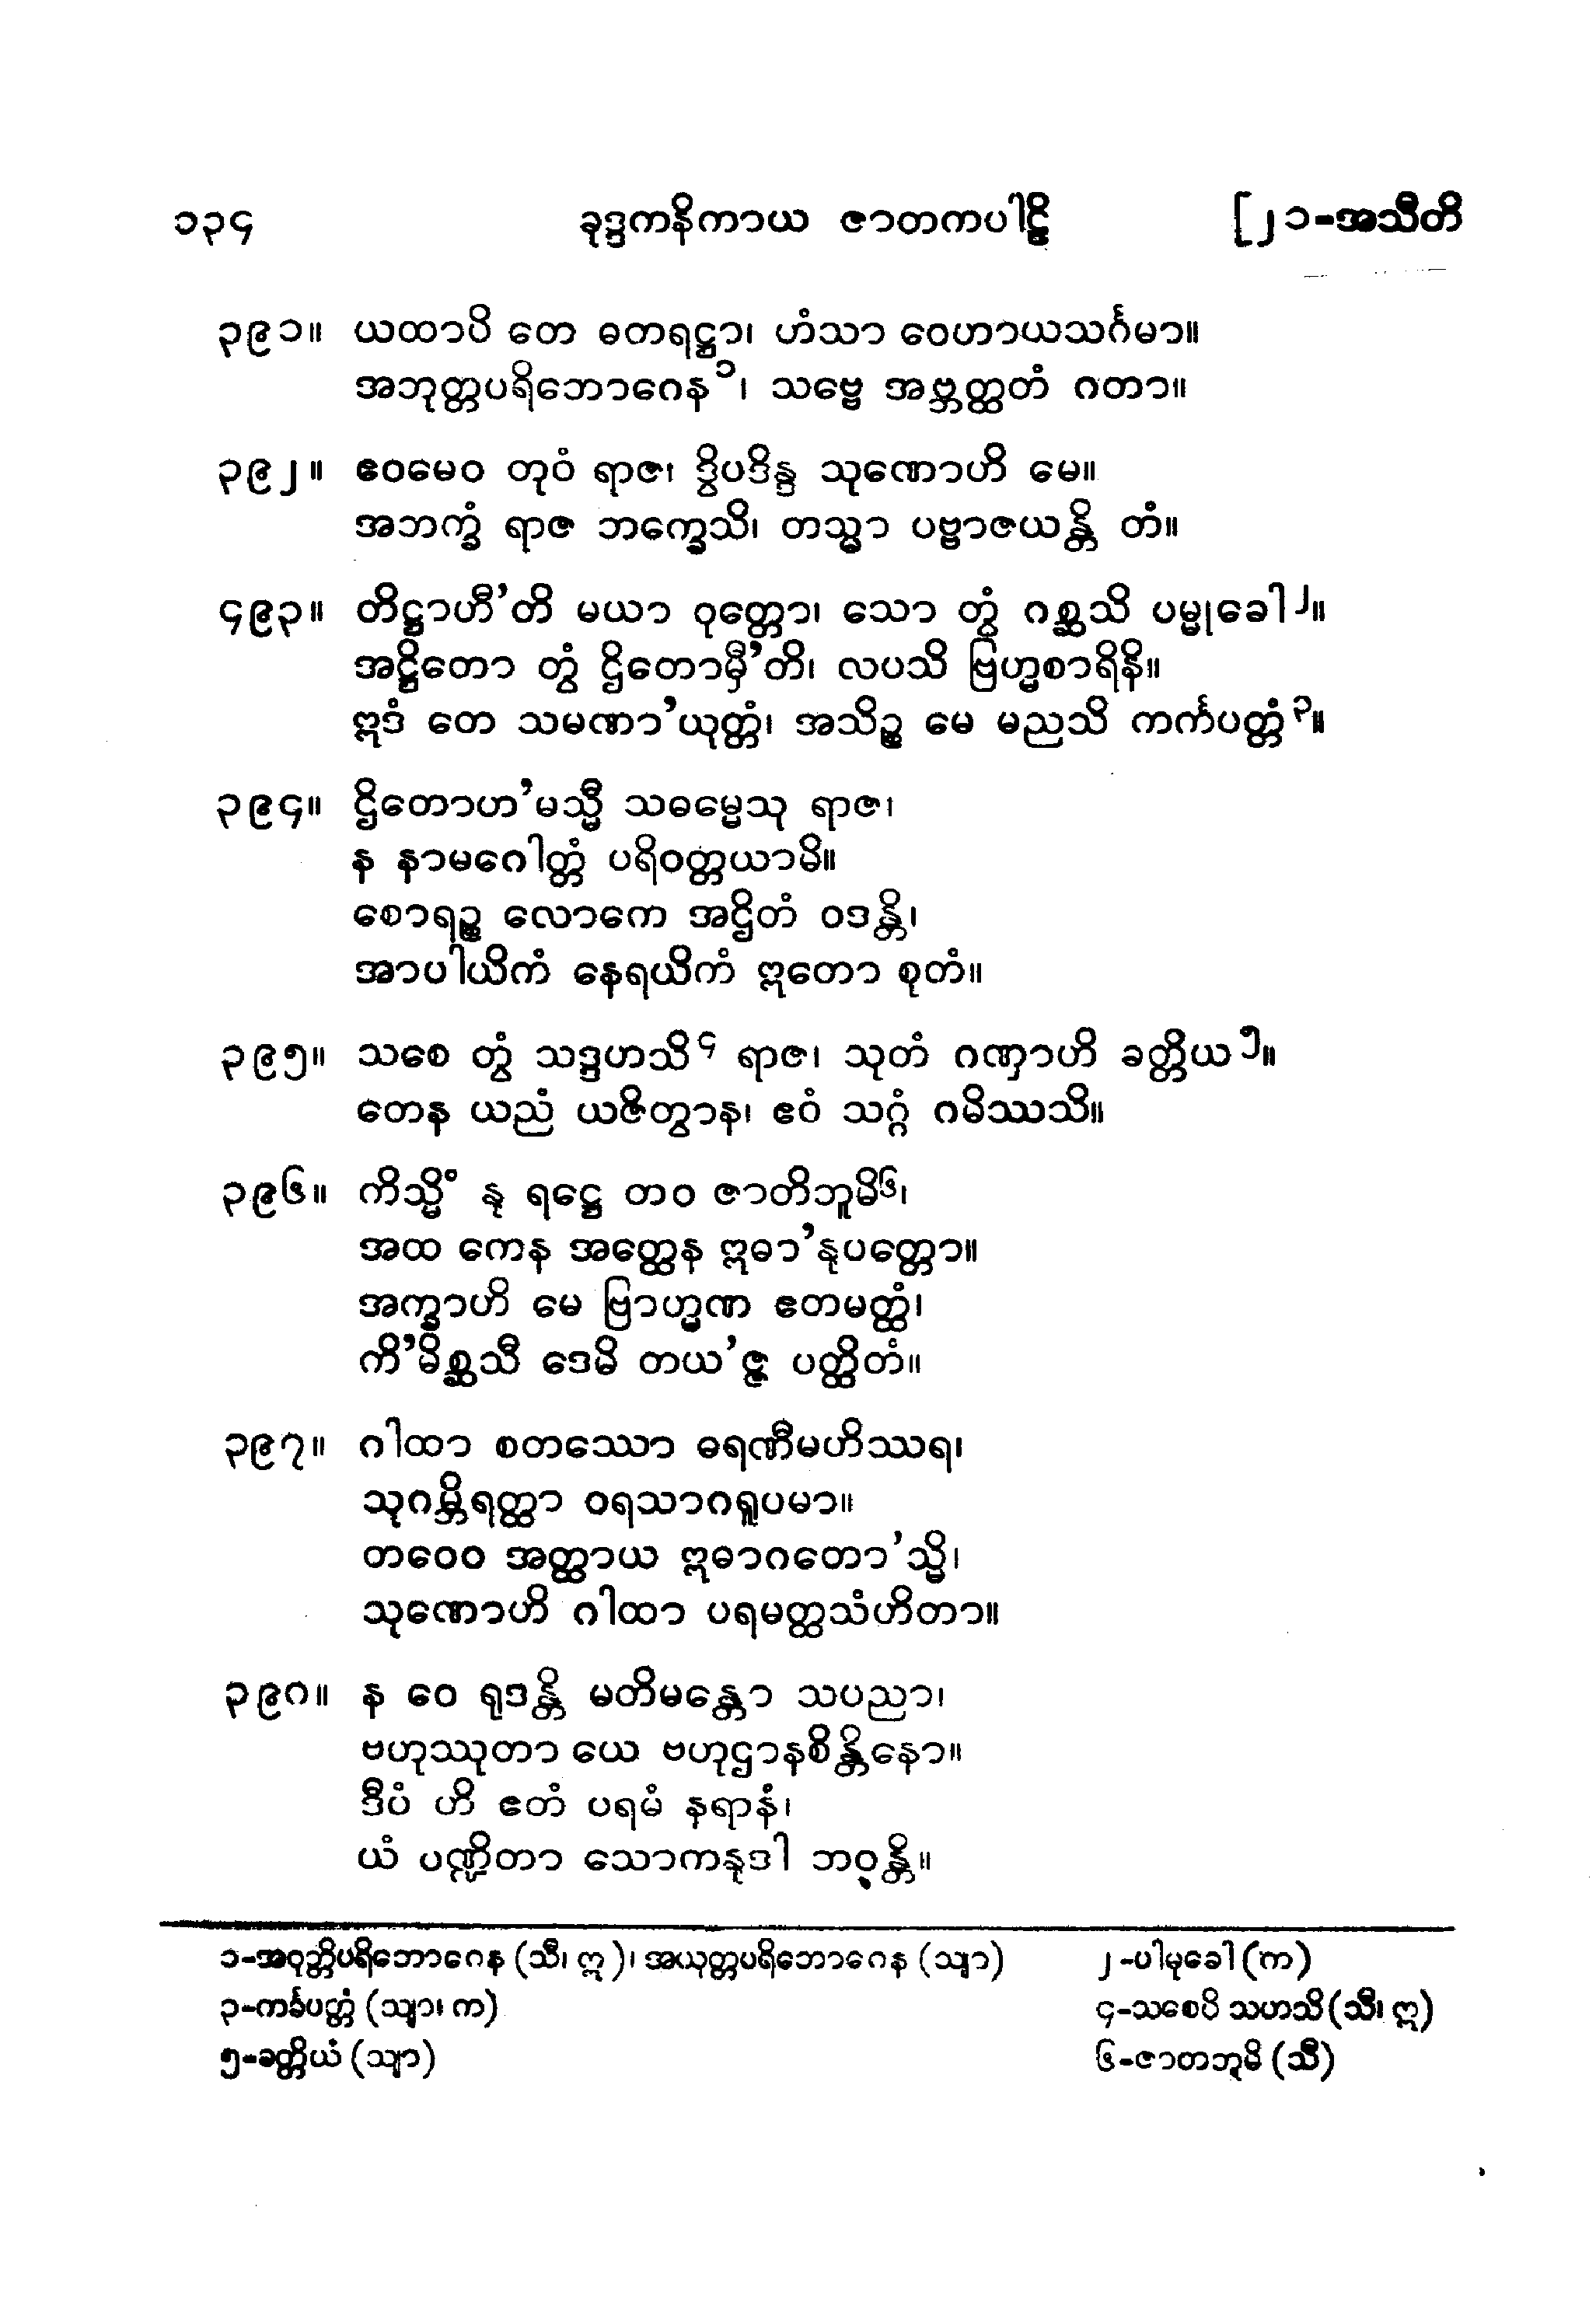 ၁၃၄ ခုဒ္ဒကနိကာယ ဇာတကပါဠိ [၂၁-အသီတိ
၃၉၁။ ယထာပိ တေ ဓတရဋ္ဌာ၊ ဟံသာ ဝေဟာယသင်္ဂမာ။
အဘုတ္တပရိဘောဂေန၁၊ သဗ္ဗေ အဗ္ဘတ္ထတံ ဂတာ။
၃၉၂။ ဧဝမေဝ တုဝံ ရာဇ၊ ဒွိပဒိန္ဒ သုဏောဟိ မေ။
အဘက္ခံ ရာဇ ဘက္ခေသိ၊ တသ္မာ ပဗ္ဗာဇယန္တိ တံ။
၄၉၃။ တိဋ္ဌာဟီ’တိ မယာ ဝုတ္တော၊ သော တွံ ဂစ္ဆသိ ပမ္မုခေါ၂။
အဋ္ဌိတော တွံ ဌိတောမှီ’တိ၊ လပသိ ဗြဟ္မစာရိနိ။
ဣဒံ တေ သမဏာ’ယုတ္တံ၊ အသိဉ္စ မေ မညသိ ကင်္ကပတ္တံ၃။
၃၉၄။ ဌိတောဟ’မသ္မီ သဓမ္မေသု ရာဇ၊
န နာမဂေါတ္တံ ပရိဝတ္တယာမိ။
စောရဉ္စ လောကေ အဌိတံ ဝဒန္တိ၊
အာပါယိကံ နေရယိကံ ဣတော စုတံ။
၃၉၅။ သစေ တွံ သဒ္ဒဟသိ၄ ရာဇ၊ သုတံ ဂဏှာဟိ ခတ္တိယ၅။
တေန ယညံ ယဇိတွာန၊ ဧဝံ သဂ္ဂံ ဂမိဿသိ။
၃၉၆။ ကိသ္မိံ နု ရဋ္ဌေ တဝ ဇာတိဘူမိ၆၊
အထ ကေန အတ္ထေန ဣဓာ’နုပတ္တော။
အက္ခာဟိ မေ ဗြာဟ္မဏ ဧတမတ္ထံ၊
ကိ’မိစ္ဆသီ ဒေမိ တယ’ဇ္ဇ ပတ္ထိတံ။
၃၉၇။ ဂါထာ စတဿော ဓရဏီမဟိဿရ၊
သုဂမ္ဘိရတ္ထာ ဝရသာဂရူပမာ။
တဝေဝ အတ္ထာယ ဣဓာဂတော’သ္မိ၊
သုဏောဟိ ဂါထာ ပရမတ္ထသံဟိတာ။
၃၉၈။ န ဝေ ရုဒန္တိ မတိမန္တော သပညာ၊
ဗဟုဿုတာ ယေ ဗဟုဌာနစိန္တိနော။
ဒီပံ ဟိ ဧတံ ပရမံ နရာနံ၊
ယံ ပဏ္ဍိတာ သောကနုဒါ ဘဝန္တိ။
၁-အဝုတ္တိပရိဘောဂေန (သီ၊ ဣ)၊ အယုတ္တပရိဘောဂေန (သျာ) ၂-ပါမုခေါ (က)
၃-ကင်္ခပတ္တံ (သျာ၊ က) ၄-သစေပိ သဟသိ (သီ၊ ဣ)
၅-ခတ္တိယံ (သျာ) ၆-ဇာတဘူမိ (သီ)